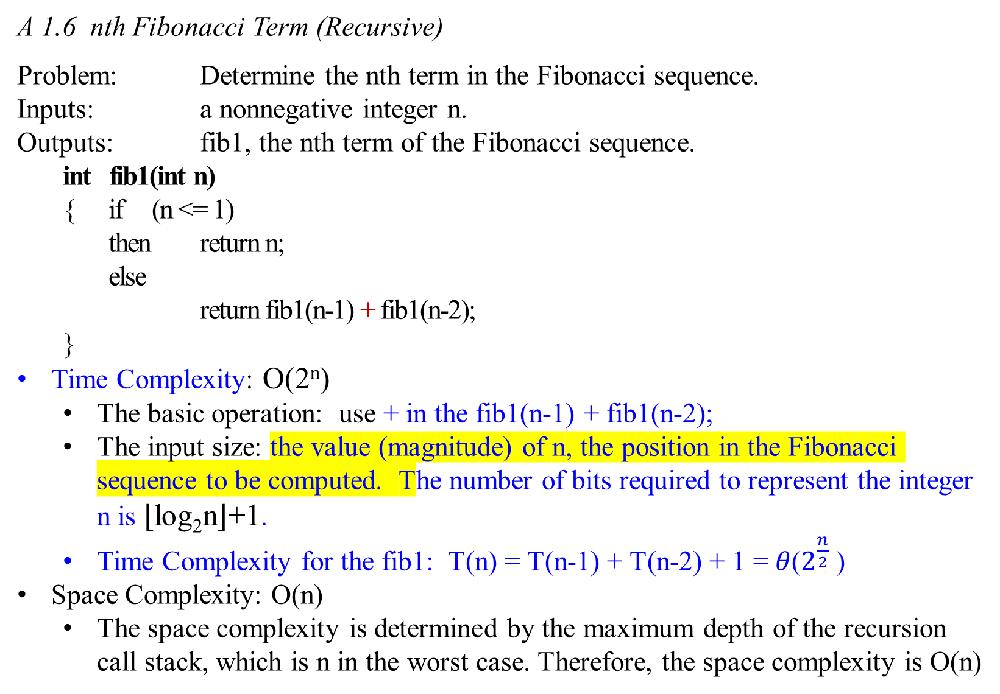 A 1.6 nth Fibonacci Term (Recursive)
Problem: Determine the nth term in the Fibonacci sequence.
Inputs: a nonnegative integer n.
Outputs: fib1, the nth term of the Fibonacci sequence.
int fib1(int n)
{ if (n <= 1)
then return n;
else
return fib1(n-1) + fib1(n-2);
}
• Time Complexity: O(2ⁿ)
• The basic operation: use + in the fib1(n-1) + fib1(n-2);
• The input size: the value (magnitude) of n, the position in the Fibonacci
sequence to be computed. The number of bits required to represent the integer
n is ⌊log₂n⌋+1.
• Time Complexity for the fib1: T(n) = T(n-1) + T(n-2) + 1 = θ(2^(n/2))
• Space Complexity: O(n)
• The space complexity is determined by the maximum depth of the recursion
call stack, which is n in the worst case. Therefore, the space complexity is O(n)